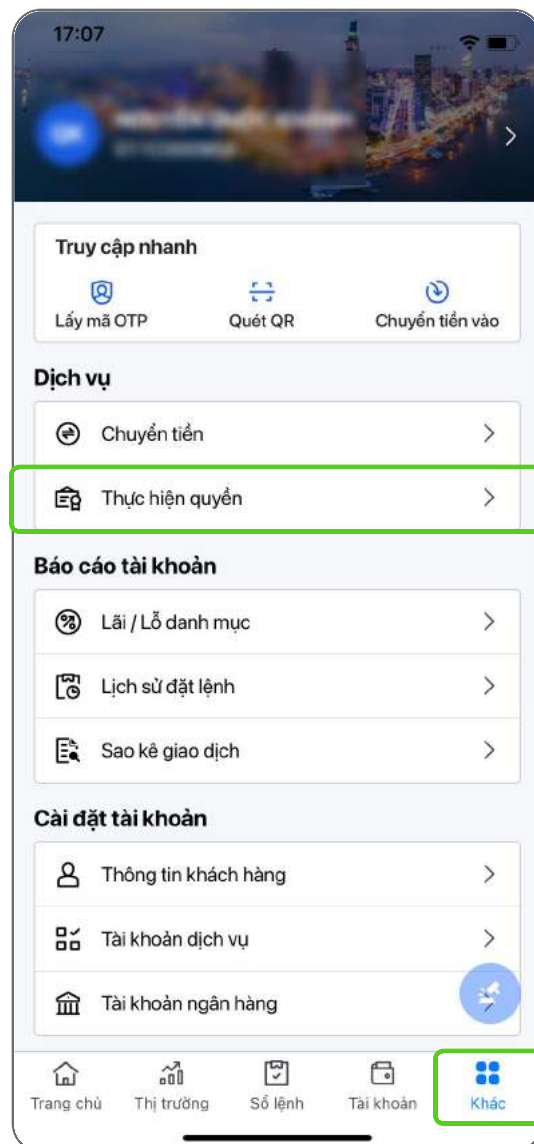 17:07
Truy cập nhanh
Lấy mã OTP Quét QR Chuyển tiền vào
Dịch vụ
Chuyển tiền
Thực hiện quyền
Báo cáo tài khoản
Lãi / Lỗ danh mục
Lịch sử đặt lệnh
Sao kê giao dịch
Cài đặt tài khoản
Thông tin khách hàng
Tài khoản dịch vụ
Tài khoản ngân hàng
Trang chủ Thị trường Sổ lệnh Tài khoản Khác